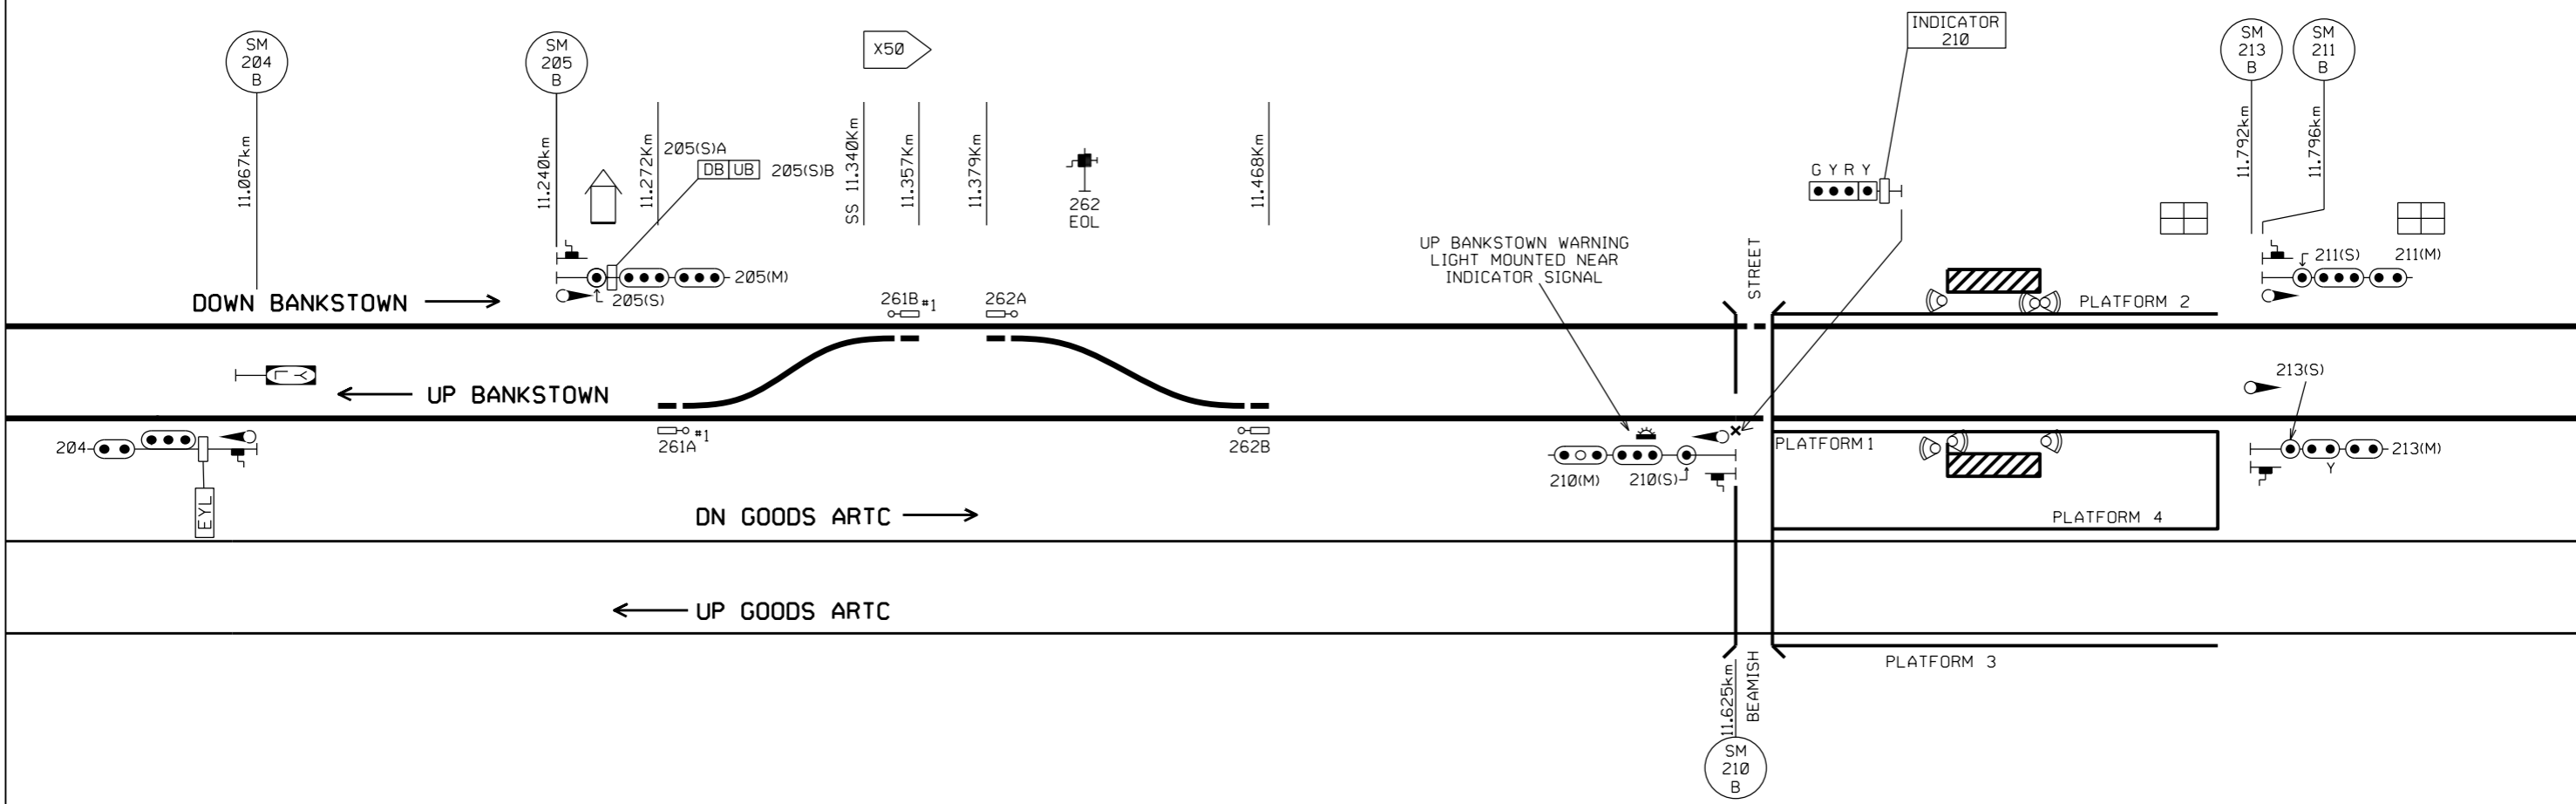 SM
204
B
11.067km
SM
205
B
11.240km
11.272Km
205(S)A
DB UB
205(S)B
X50
SS 11.340Km
11.357Km
11.379Km
262
EOL
11.468Km
INDICATOR
210
G Y R Y
SM
213
B
11.792km
SM
211
B
11.796km
UP BANKSTOWN WARNING
LIGHT MOUNTED NEAR
INDICATOR SIGNAL
STREET
205(M)
205(S)
211(S)
211(M)
DOWN BANKSTOWN
261B #1
262A
PLATFORM 2
LY
UP BANKSTOWN
213(S)
204
261A #1
262B
PLATFORM 1
213(M)
Y
210(M)
210(S)
EYL
DN GOODS ARTC
PLATFORM 4
UP GOODS ARTC
PLATFORM 3
11.625km
BEAMISH
SM
210
B